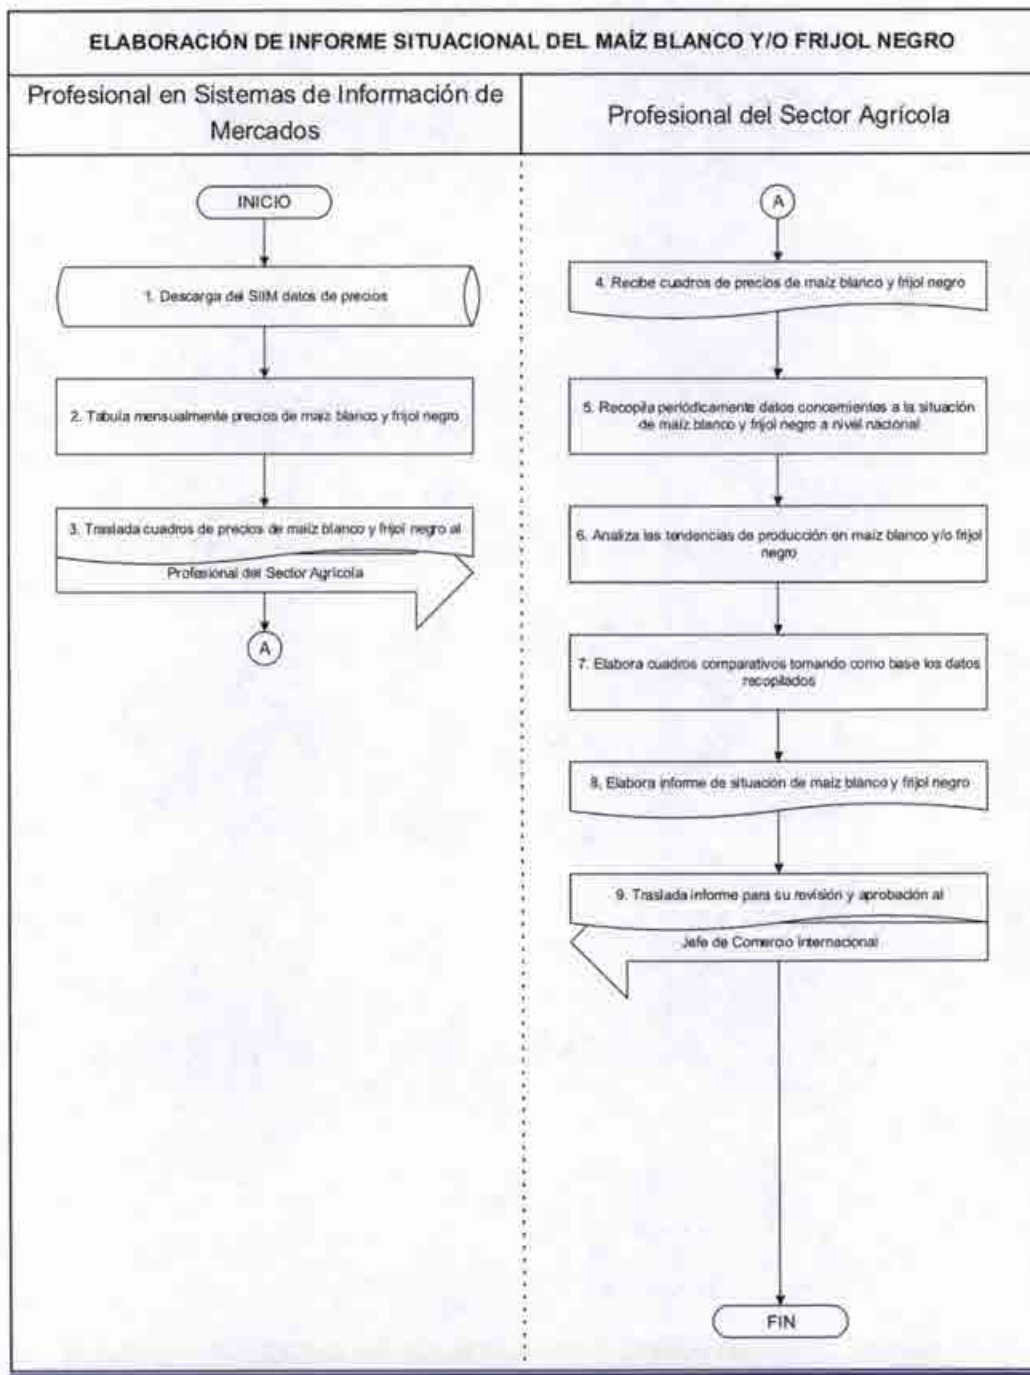 ELABORACIÓN DE INFORME SITUACIONAL DEL MAÍZ BLANCO Y/O FRIJOL NEGRO
Profesional en Sistemas de Información de
Mercados
INICIO
1. Descarga del SIIM datos de precios
2. Tabula mensualmente precios de maíz blanco y frijol negro
3. Traslada cuadros de precios de maíz blanco y frijol negro al
Profesional del Sector Agrícola
A
Profesional del Sector Agrícola
A
4. Recibe cuadros de precios de maíz blanco y frijol negro
5. Recopila periódicamente datos concernientes a la situación
de maíz blanco y frijol negro a nivel nacional
6. Analiza las tendencias de producción en maíz blanco y/o frijol
negro
7. Elabora cuadros comparativos tomando como base los datos
recopilados
8. Elabora informe de situación de maíz blanco y frijol negro
9. Traslada informe para su revisión y aprobación al
Jefe de Comercio Internacional
FIN